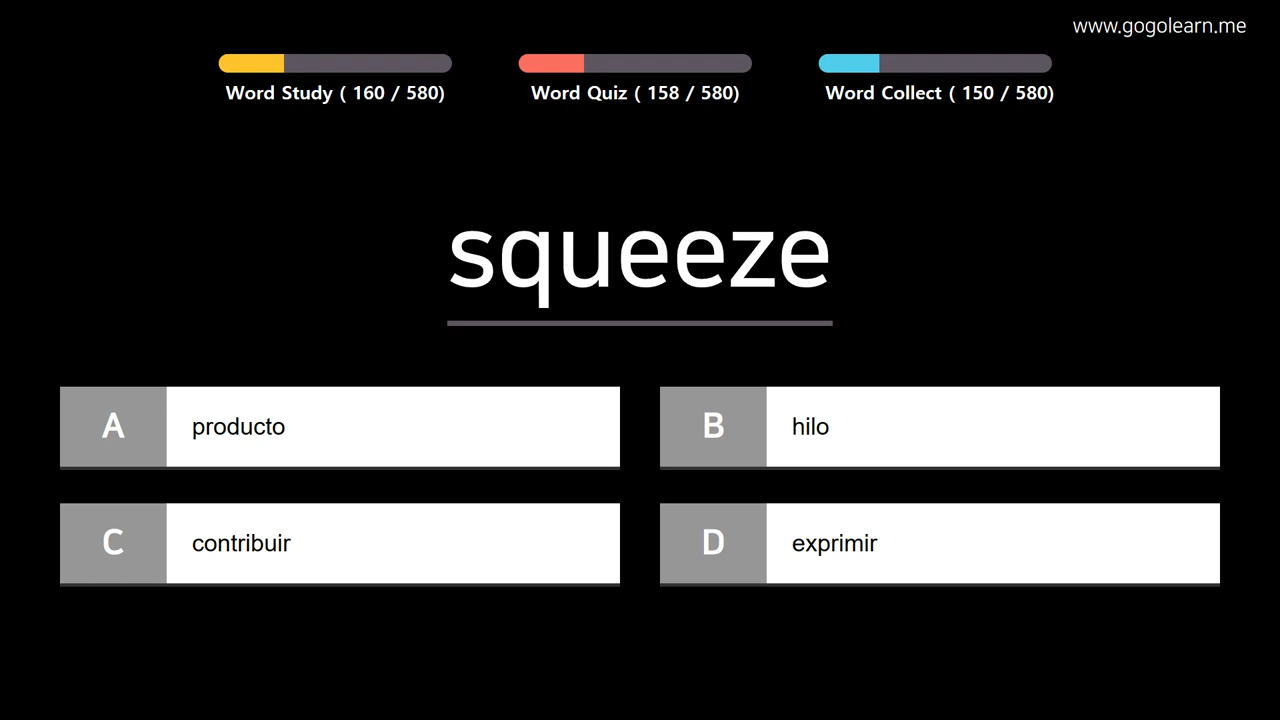 www.gogolearn.me
Word Study ( 160 / 580)
Word Quiz ( 158 / 580)
Word Collect ( 150 / 580)
squeeze
A producto
B hilo
C contribuir
D exprimir